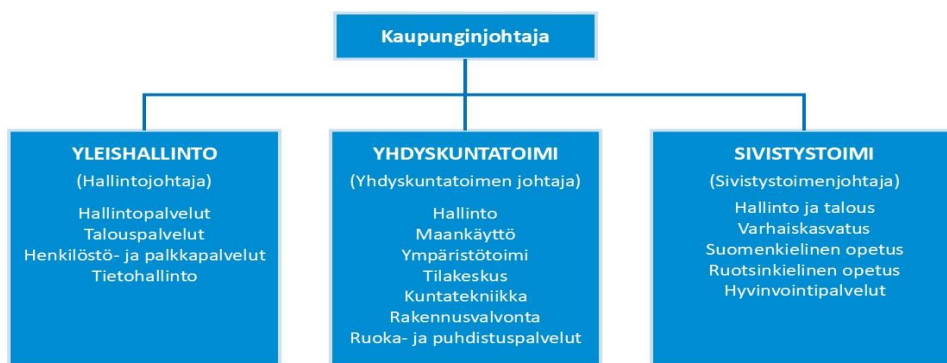 Kaupunginjohtaja
YLEISHALLINTO
(Hallintojohtaja)
Hallintopalvelut
Talouspalvelut
Henkilöstö- ja palkkapalvelut
Tietohallinto
YHDYSKUNTATOIMI
(Yhdyskuntatoimen johtaja)
Hallinto
Maankäyttö
Ympäristötoimi
Tilakeskus
Kuntatekniikka
Rakennusvalvonta
Ruoka- ja puhdistuspalvelut
SIVISTYSTOIMI
(Sivistystoimenjohtaja)
Hallinto ja talous
Varhaiskasvatus
Suomenkielinen opetus
Ruotsinkielinen opetus
Hyvinvointipalvelut